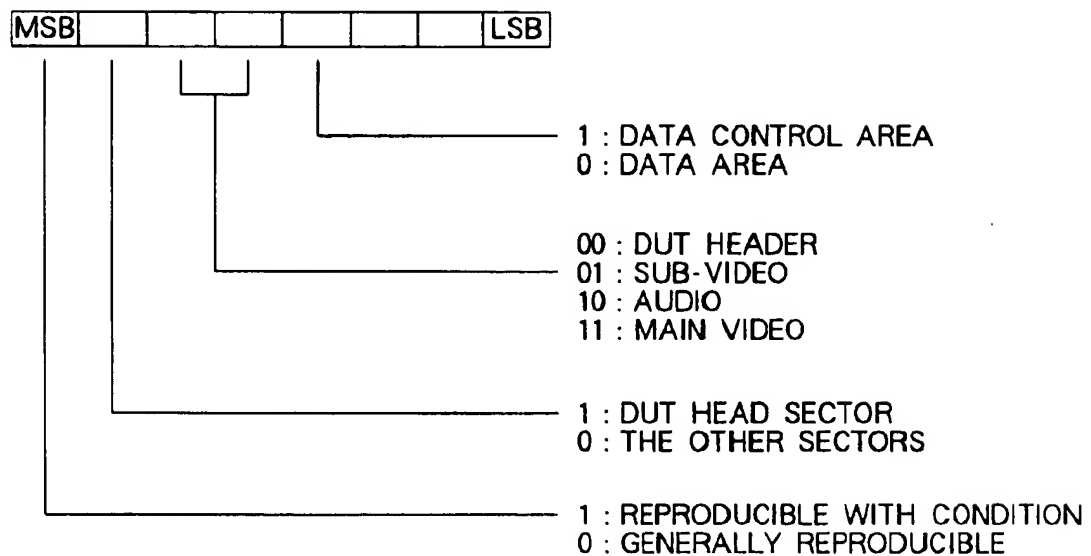 MSB LSB
1 : DATA CONTROL AREA
0 : DATA AREA
00 : DUT HEADER
01 : SUB-VIDEO
10 : AUDIO
11 : MAIN VIDEO
1 : DUT HEAD SECTOR
0 : THE OTHER SECTORS
1 : REPRODUCIBLE WITH CONDITION
0 : GENERALLY REPRODUCIBLE